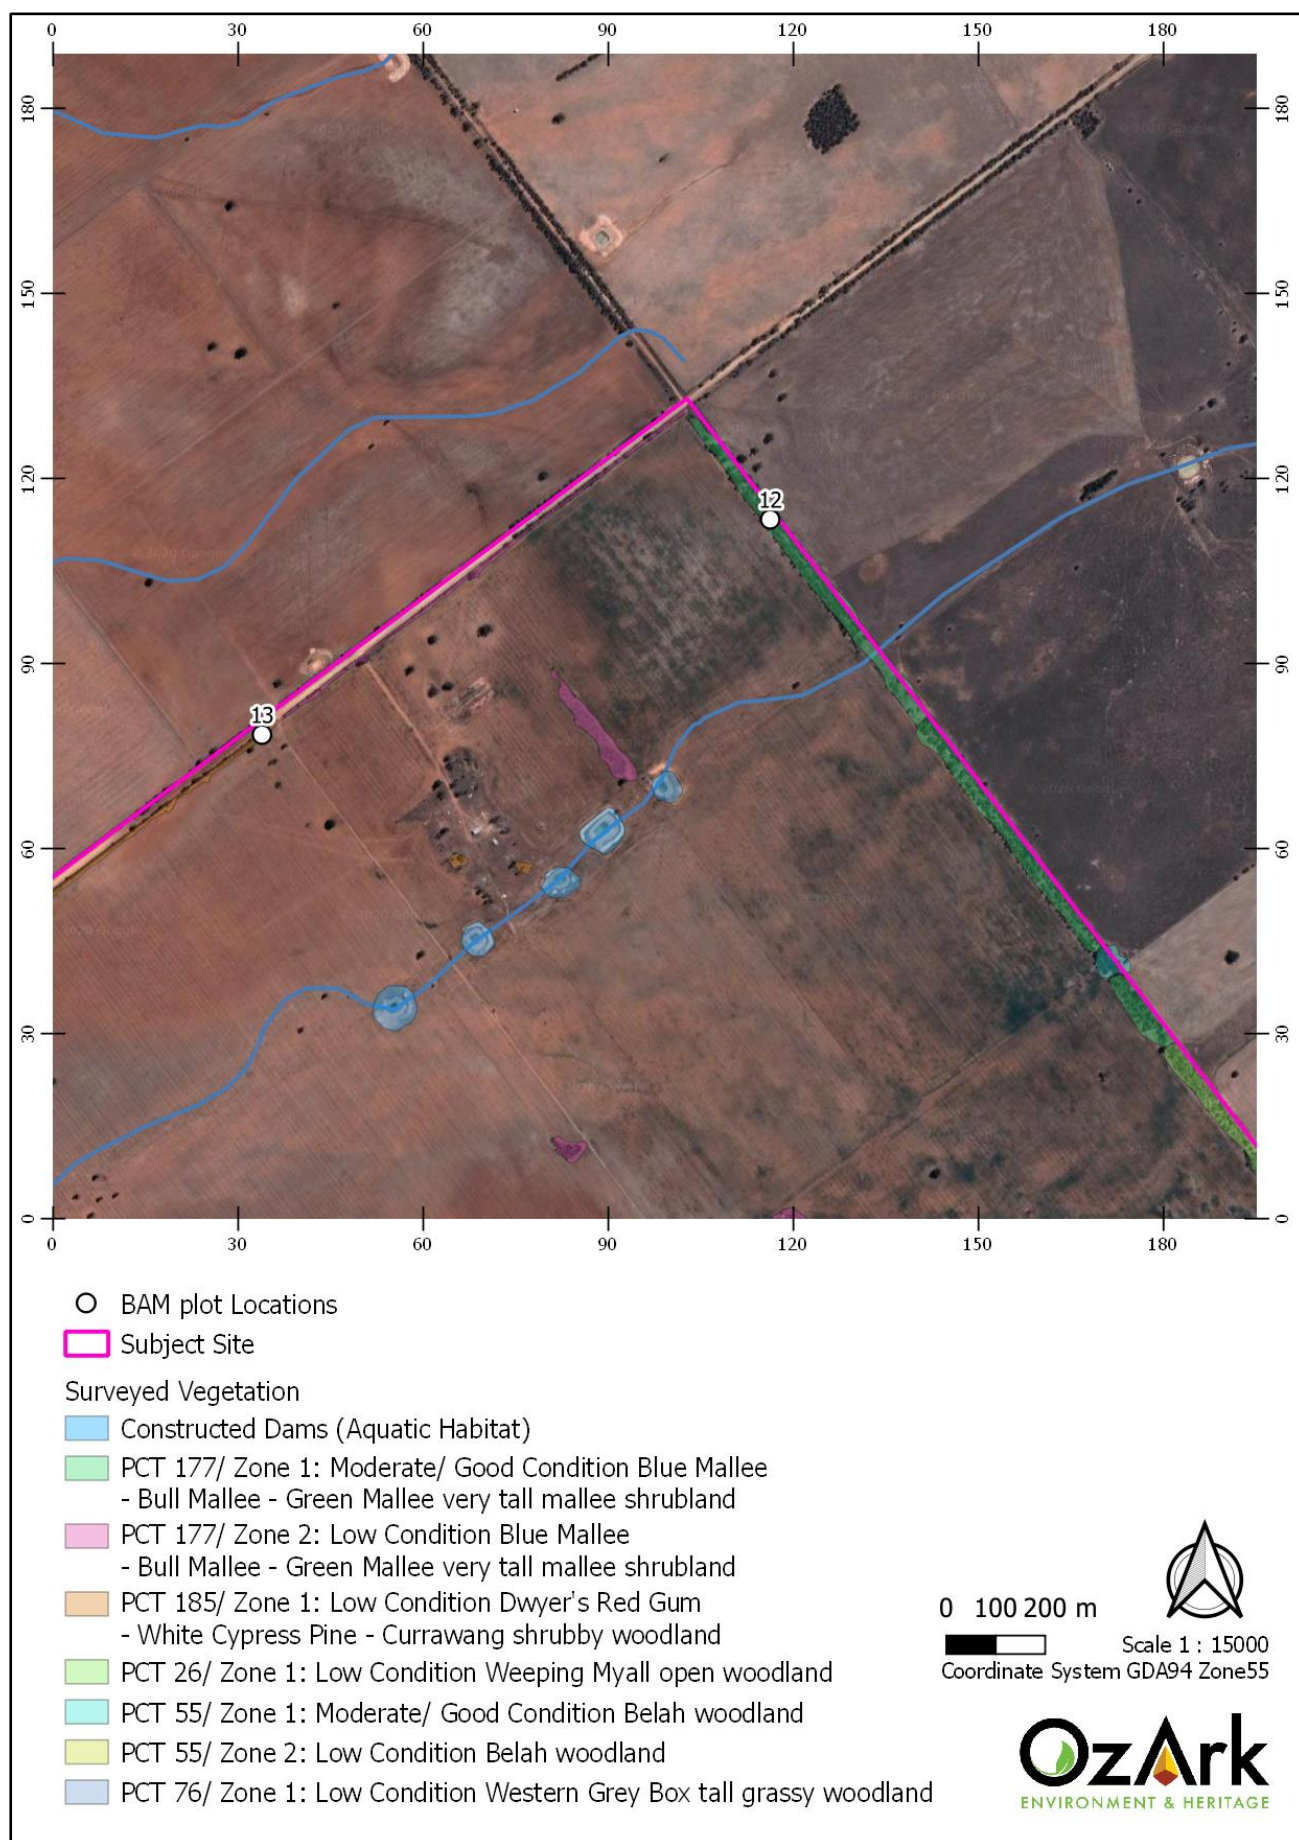 0 30 60 90 120 150 180
180 180
150 150
120 120
12
90 90
13
60 60
30 30
0 0
0 30 60 90 120 150 180
BAM plot Locations
Subject Site
Surveyed Vegetation
Constructed Dams (Aquatic Habitat)
PCT 177/ Zone 1: Moderate/ Good Condition Blue Mallee
- Bull Mallee - Green Mallee very tall mallee shrubland
PCT 177/ Zone 2: Low Condition Blue Mallee
- Bull Mallee - Green Mallee very tall mallee shrubland
PCT 185/ Zone 1: Low Condition Dwyer's Red Gum
- White Cypress Pine - Currawang shrubby woodland
PCT 26/ Zone 1: Low Condition Weeping Myall open woodland
PCT 55/ Zone 1: Moderate/ Good Condition Belah woodland
PCT 55/ Zone 2: Low Condition Belah woodland
PCT 76/ Zone 1: Low Condition Western Grey Box tall grassy woodland
0 100 200 m
Scale 1 : 15000
Coordinate System GDA94 Zone55
OzArk
ENVIRONMENT & HERITAGE